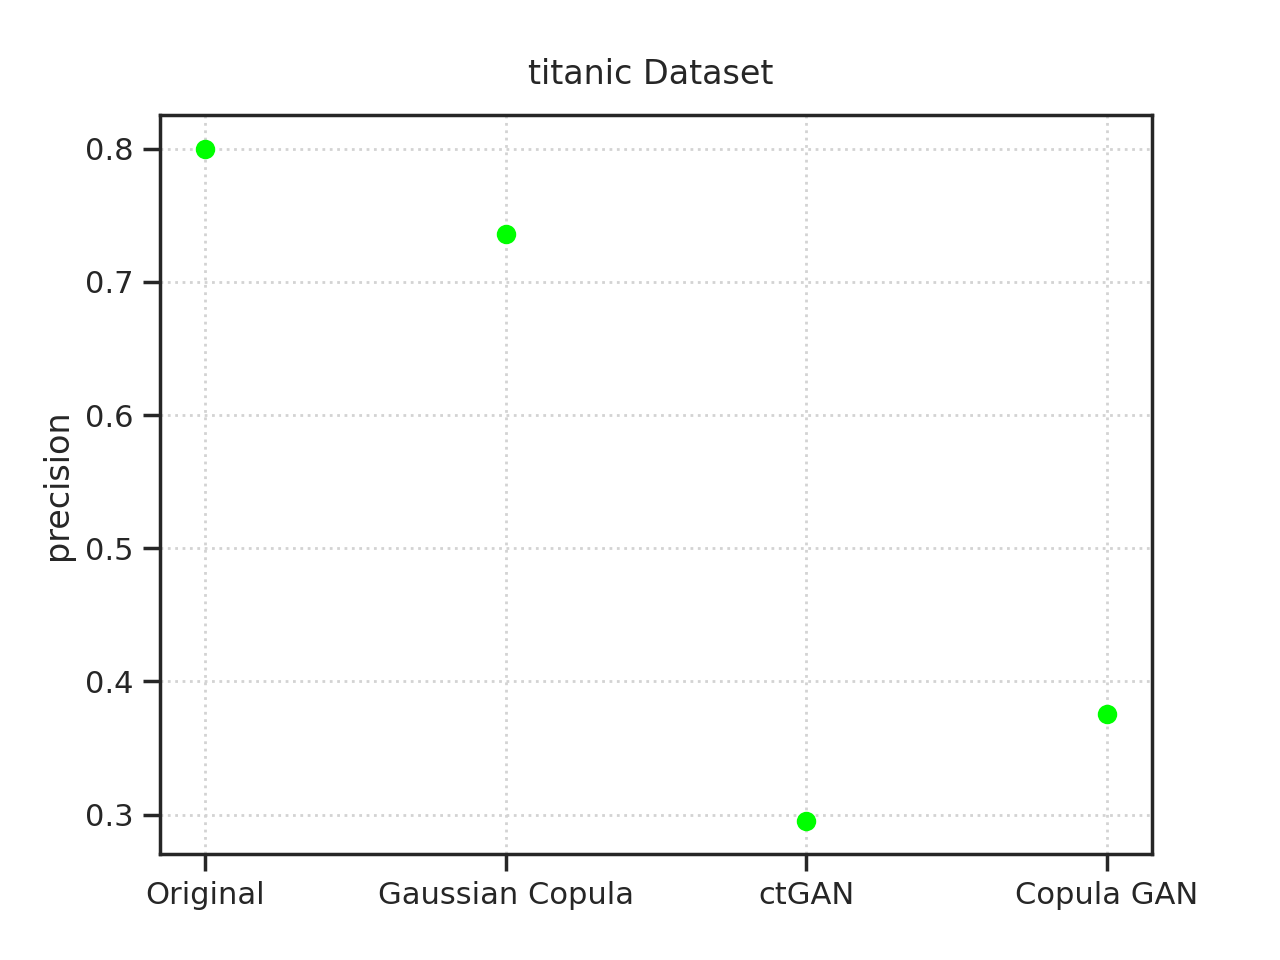 titanic Dataset
precision
0.8
0.7
0.6
0.5
0.4
0.3
Original
Gaussian Copula
ctGAN
Copula GAN